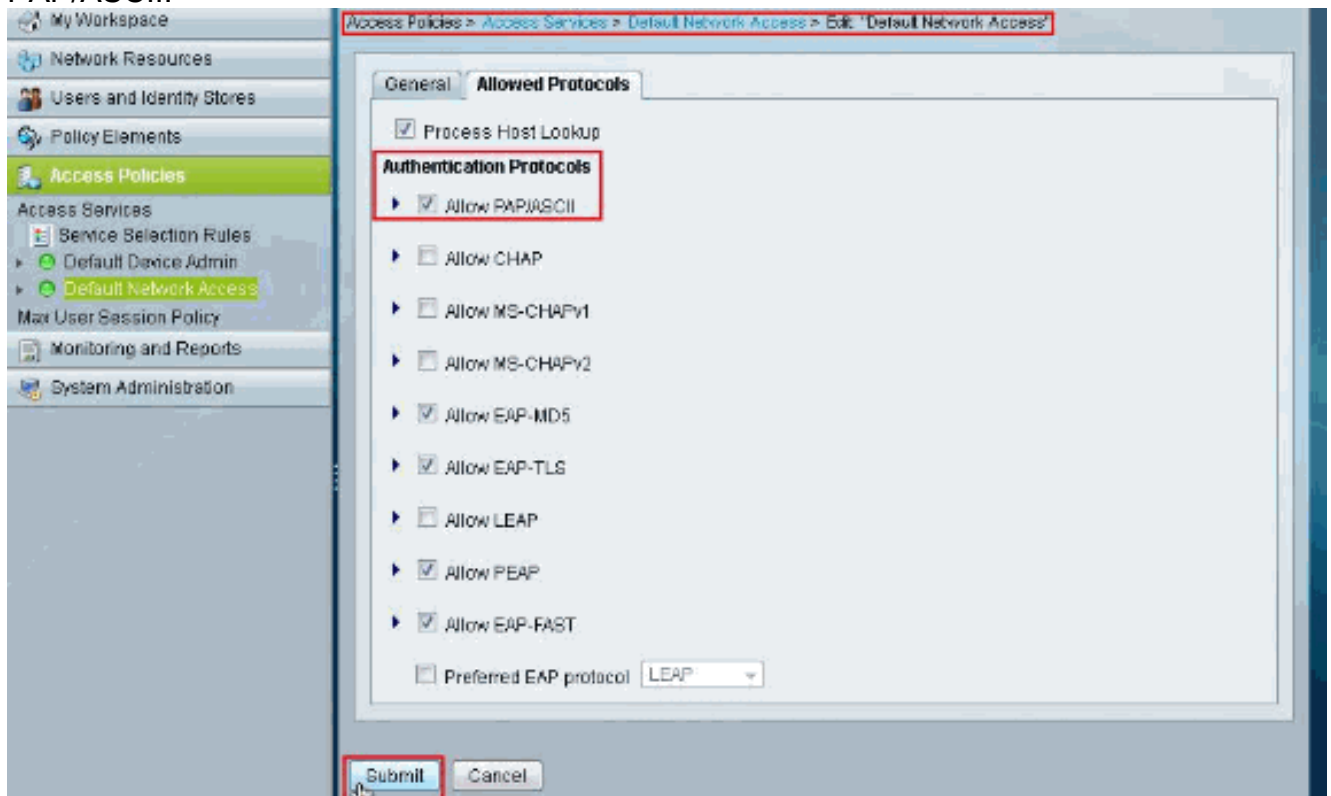 My Workspace
Network Resources
Users and Identity Stores
Policy Elements
Access Policies
Access Services
Service Selection Rules
Default Device Admin
Default Network Access
Max User Session Policy
Monitoring and Reports
System Administration
Access Policies > Access Services > Default Network Access > Edit: "Default Network Access"
General
Allowed Protocols
Process Host Lookup
Authentication Protocols
Allow PAP/ASCII
Allow CHAP
Allow MS-CHAPv1
Allow MS-CHAPv2
Allow EAP-MD5
Allow EAP-TLS
Allow LEAP
Allow PEAP
Allow EAP-FAST
Preferred EAP protocol LEAP
Submit Cancel